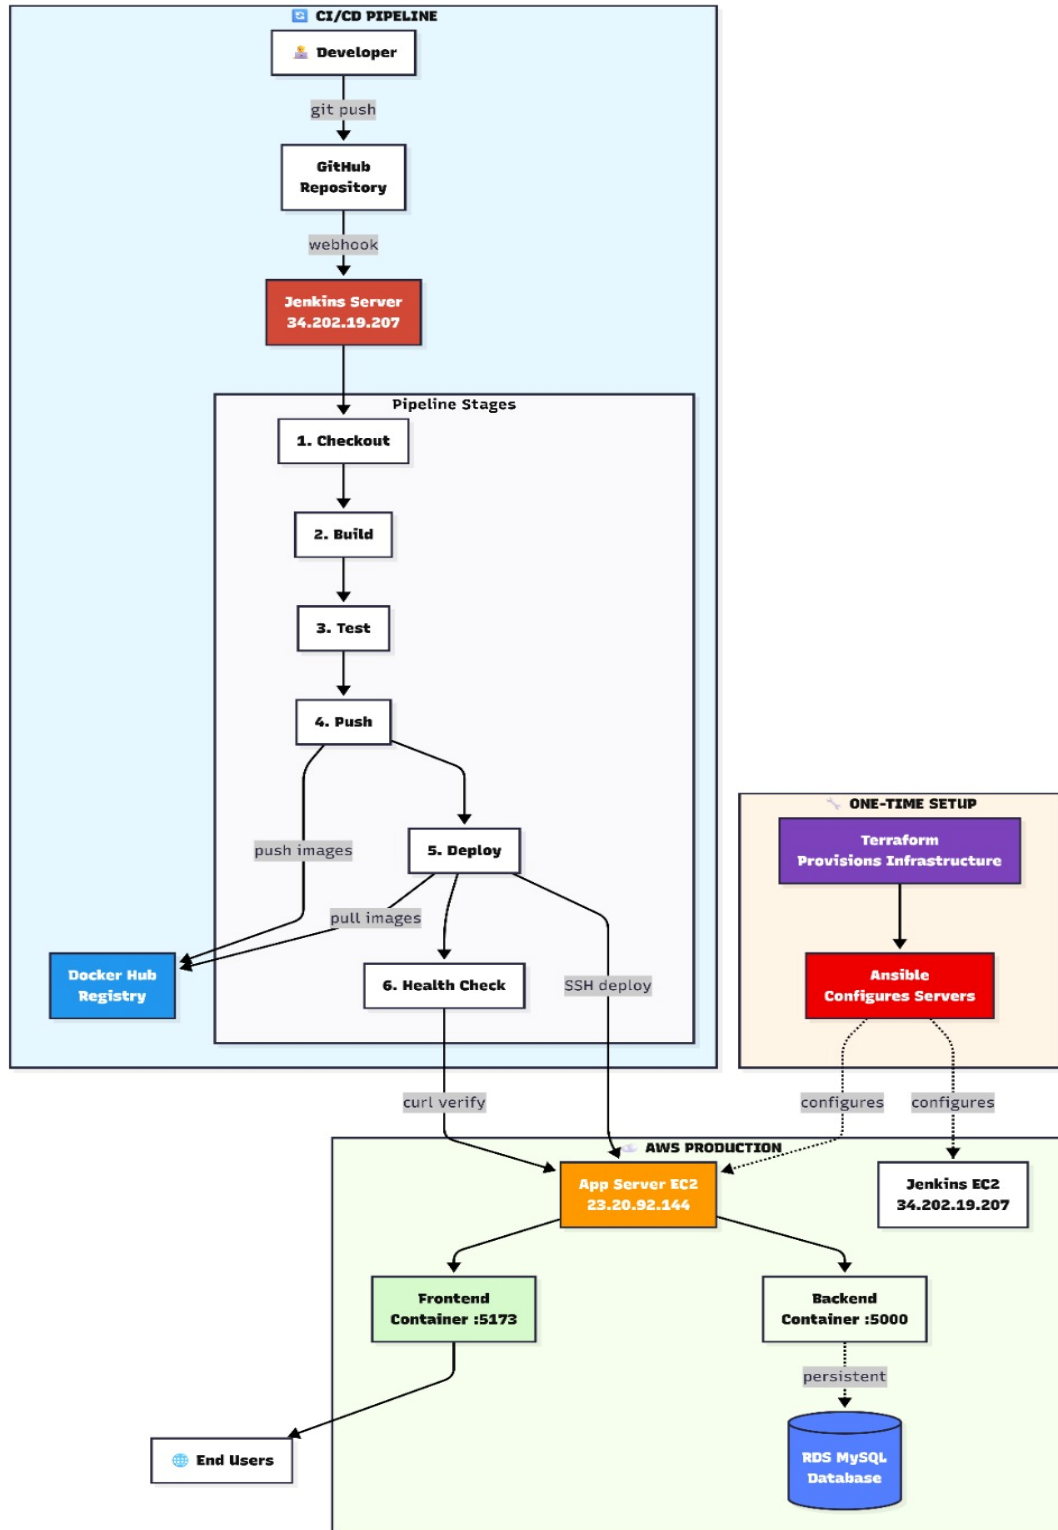 CI/CD PIPELINE
Developer
git push
GitHub
Repository
webhook
Jenkins Server
34.202.19.207
Pipeline Stages
1. Checkout
2. Build
3. Test
4. Push
push images
5. Deploy
pull images
Docker Hub
Registry
6. Health Check
SSH deploy
curl verify
ONE-TIME SETUP
Terraform
Provisions Infrastructure
Ansible
Configures Servers
configures
configures
AWS PRODUCTION
App Server EC2
23.20.92.144
Jenkins EC2
34.202.19.207
Frontend
Container :5173
Backend
Container :5000
persistent
End Users
RDS MySQL
Database